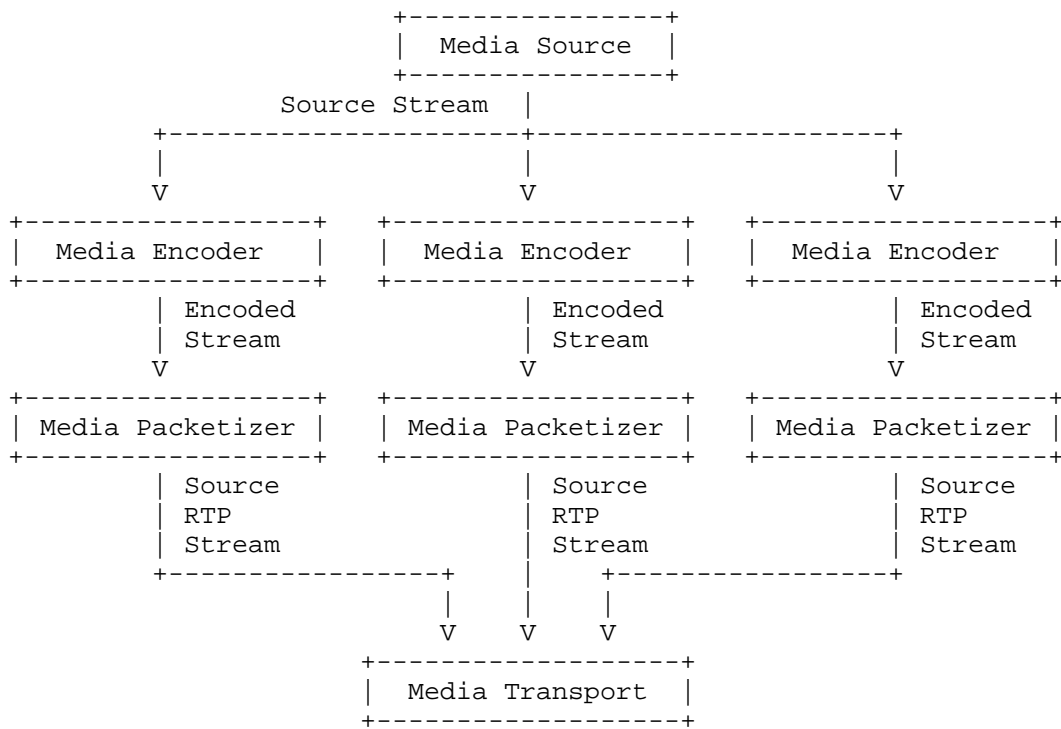 Media Source
Source Stream
Media Encoder Media Encoder Media Encoder
Encoded Encoded Encoded
Stream Stream Stream
V V V
Media Packetizer Media Packetizer Media Packetizer
Source Source Source
RTP RTP RTP
Stream Stream Stream
V V V
Media Transport